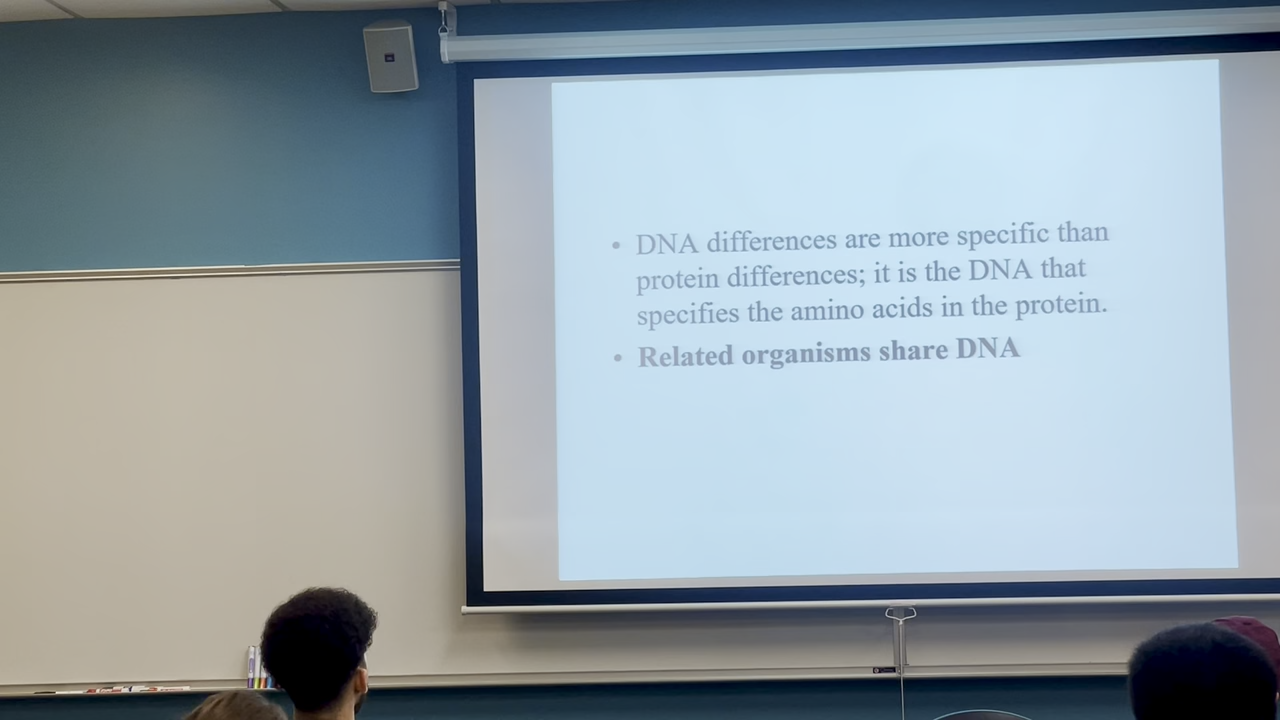 • DNA differences are more specific than
protein differences; it is the DNA that
specifies the amino acids in the protein.
• Related organisms share DNA